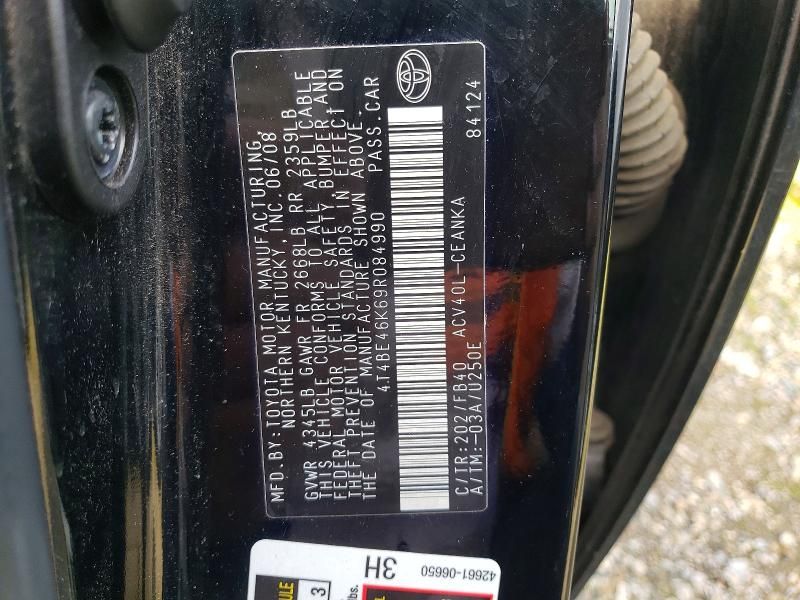 MFD.BY:TOYOTA MOTOR MANUFACTURING,
NORTHERN KENTUCKY, INC. 06/08
GVWR 4345LB GAWR FR 2668LB RR 2359LB
THIS VEHICLE CONFORMS TO ALL APPLICABLE
FEDERAL MOTOR VEHICLE SAFETY, BUMPER AND
THEFT PREVENTION STANDARDS IN EFFECT ON
THE DATE OF MANUFACTURE SHOWN ABOVE.
4T4BE46K69R084990 PASS.CAR
C/TR:202/FB40 ACV40L-CEANKA
A/TM:-03A/U250E 84124
3H
42661-06650
3
lbs.